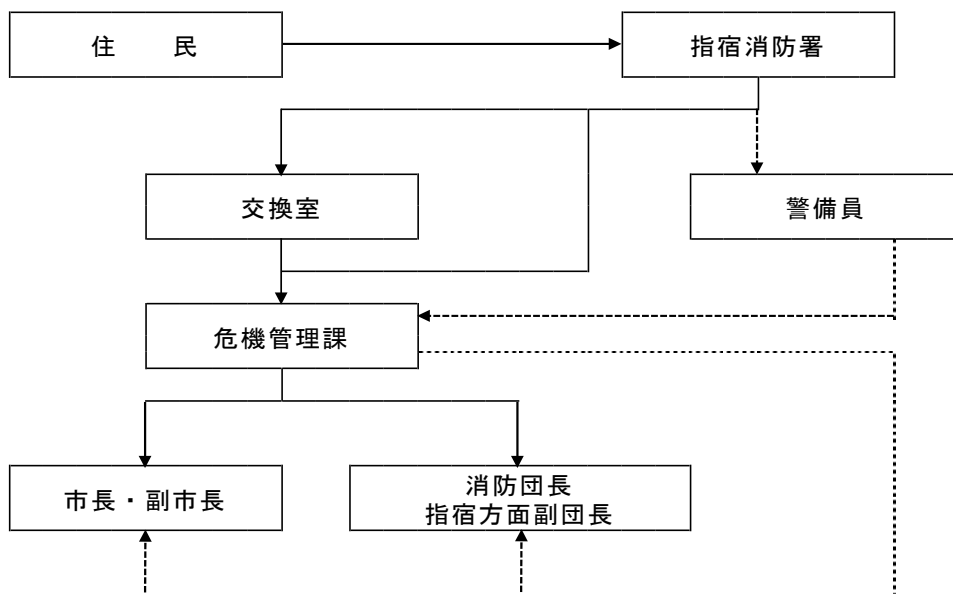 住　　民
指宿消防署
交換室
警備員
危機管理課
市長・副市長
消防団長
指宿方面副団長